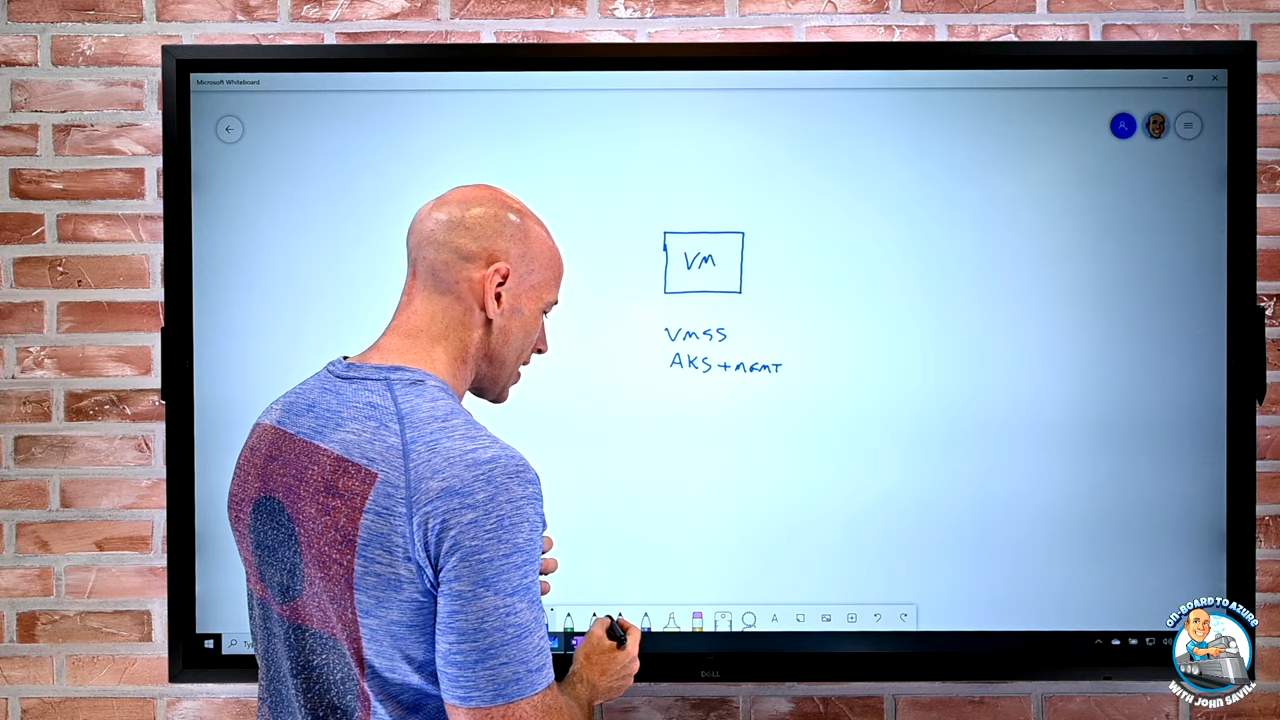 Microsoft Whiteboard
VM
VMSS
AKS + MGMT
A
DELL
ON-BOARD TO AZURE
WITH JOHN SAVILL